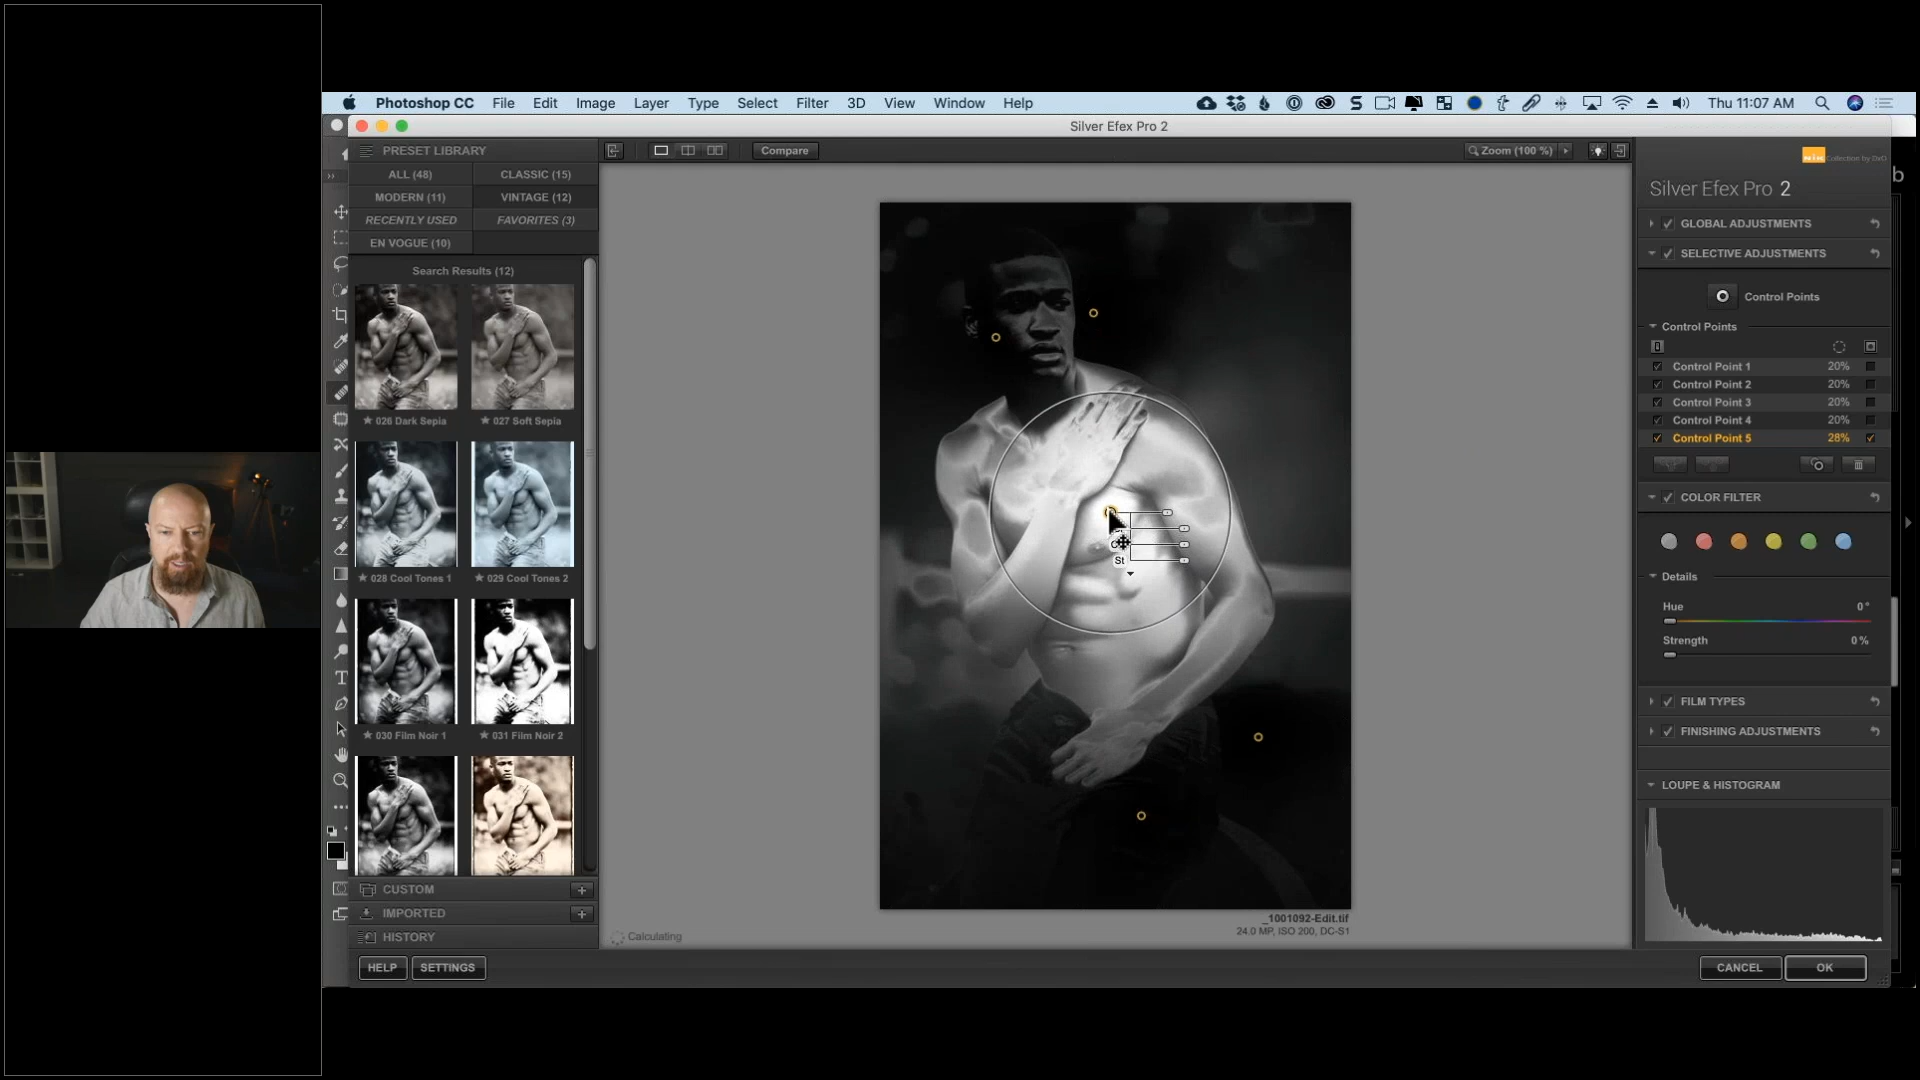 Photoshop CC File Edit Image Layer Type Select Filter 3D View Window Help Thu 11:07 AM
Silver Efex Pro 2
PRESET LIBRARY
ALL (48) CLASSIC (15)
MODERN (11) VINTAGE (12)
RECENTLY USED FAVORITES (3)
EN VOGUE (10)
Search Results (12)
026 Dark Sepia 027 Soft Sepia
028 Cool Tones 1 029 Cool Tones 2
030 Film Noir 1 031 Film Noir 2
CUSTOM
IMPORTED
HISTORY
HELP SETTINGS
Compare
Zoom (100 %)
St
_1001092-Edit.tif
24.0 MP, ISO 200, DC-S1
Calculating
Nik Collection by DxO
Silver Efex Pro 2
GLOBAL ADJUSTMENTS
SELECTIVE ADJUSTMENTS
Control Points
Control Points
Control Point 1 20%
Control Point 2 20%
Control Point 3 20%
Control Point 4 20%
Control Point 5 28%
COLOR FILTER
Details
Hue 0°
Strength 0%
FILM TYPES
FINISHING ADJUSTMENTS
LOUPE & HISTOGRAM
CANCEL OK
b